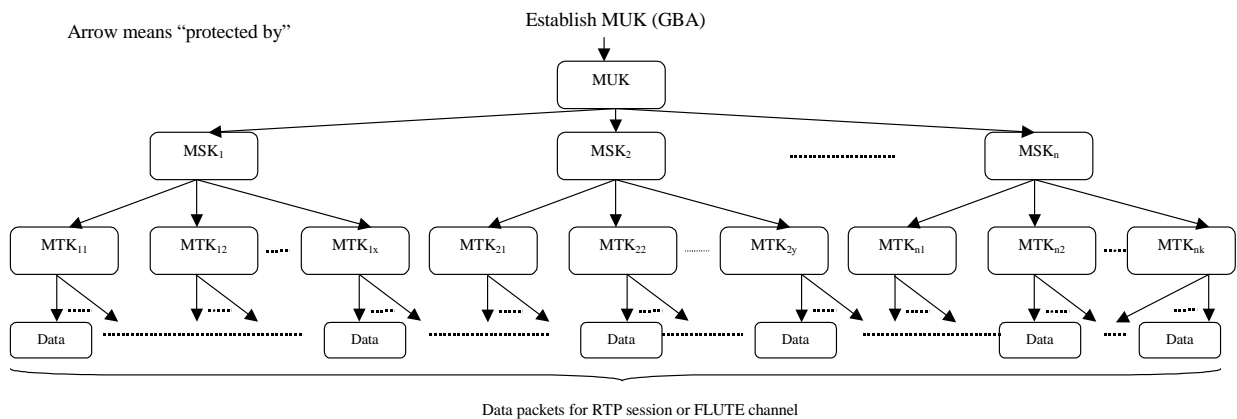 Establish MUK (GBA)
Arrow means “protected by”
MUK
MSK₁ MSK₂ MSKₙ
MTK₁₁ MTK₁₂ MTK₁ₓ MTK₂₁ MTK₂₂ MTK₂y MTKₙ₁ MTKₙ₂ MTKₙₖ
Data Data Data Data Data Data
Data packets for RTP session or FLUTE channel